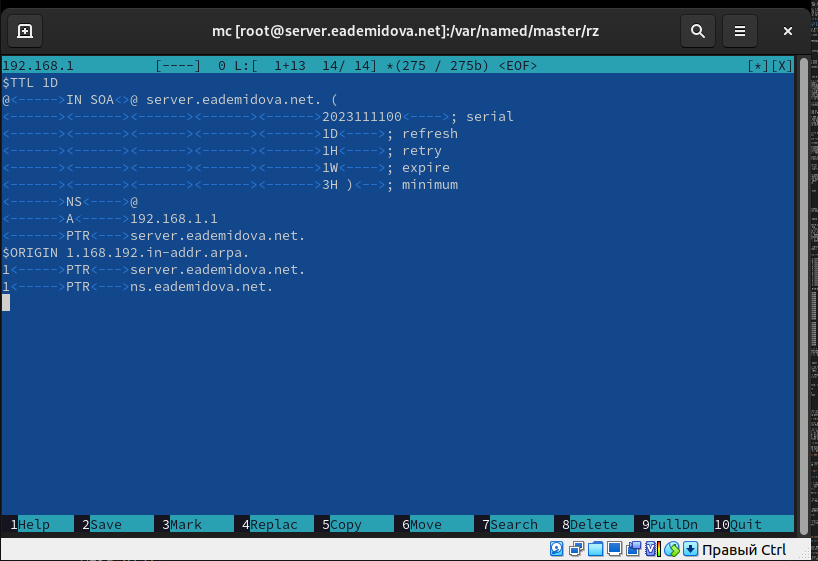 mc [root@server.eademidova.net]:/var/named/master/rz
192.168.1 [----] 0 L:[ 1+13 14/ 14] *(275 / 275b) <EOF> [*][X]
$TTL 1D
@<------>IN SOA<>@ server.eademidova.net. (
<------><------><------><------><------>2023111100<---->; serial
<------><------><------><------><------>1D<---->; refresh
<------><------><------><------><------>1H<---->; retry
<------><------><------><------><------>1W<---->; expire
<------><------><------><------><------>3H )<-->; minimum
<------>NS<---->@
<------>A<----->192.168.1.1
<------>PTR<--->server.eademidova.net.
$ORIGIN 1.168.192.in-addr.arpa.
1<------>PTR<--->server.eademidova.net.
1<------>PTR<--->ns.eademidova.net.
1Help 2Save 3Mark 4Replac 5Copy 6Move 7Search 8Delete 9PullDn 10Quit
Правый Ctrl